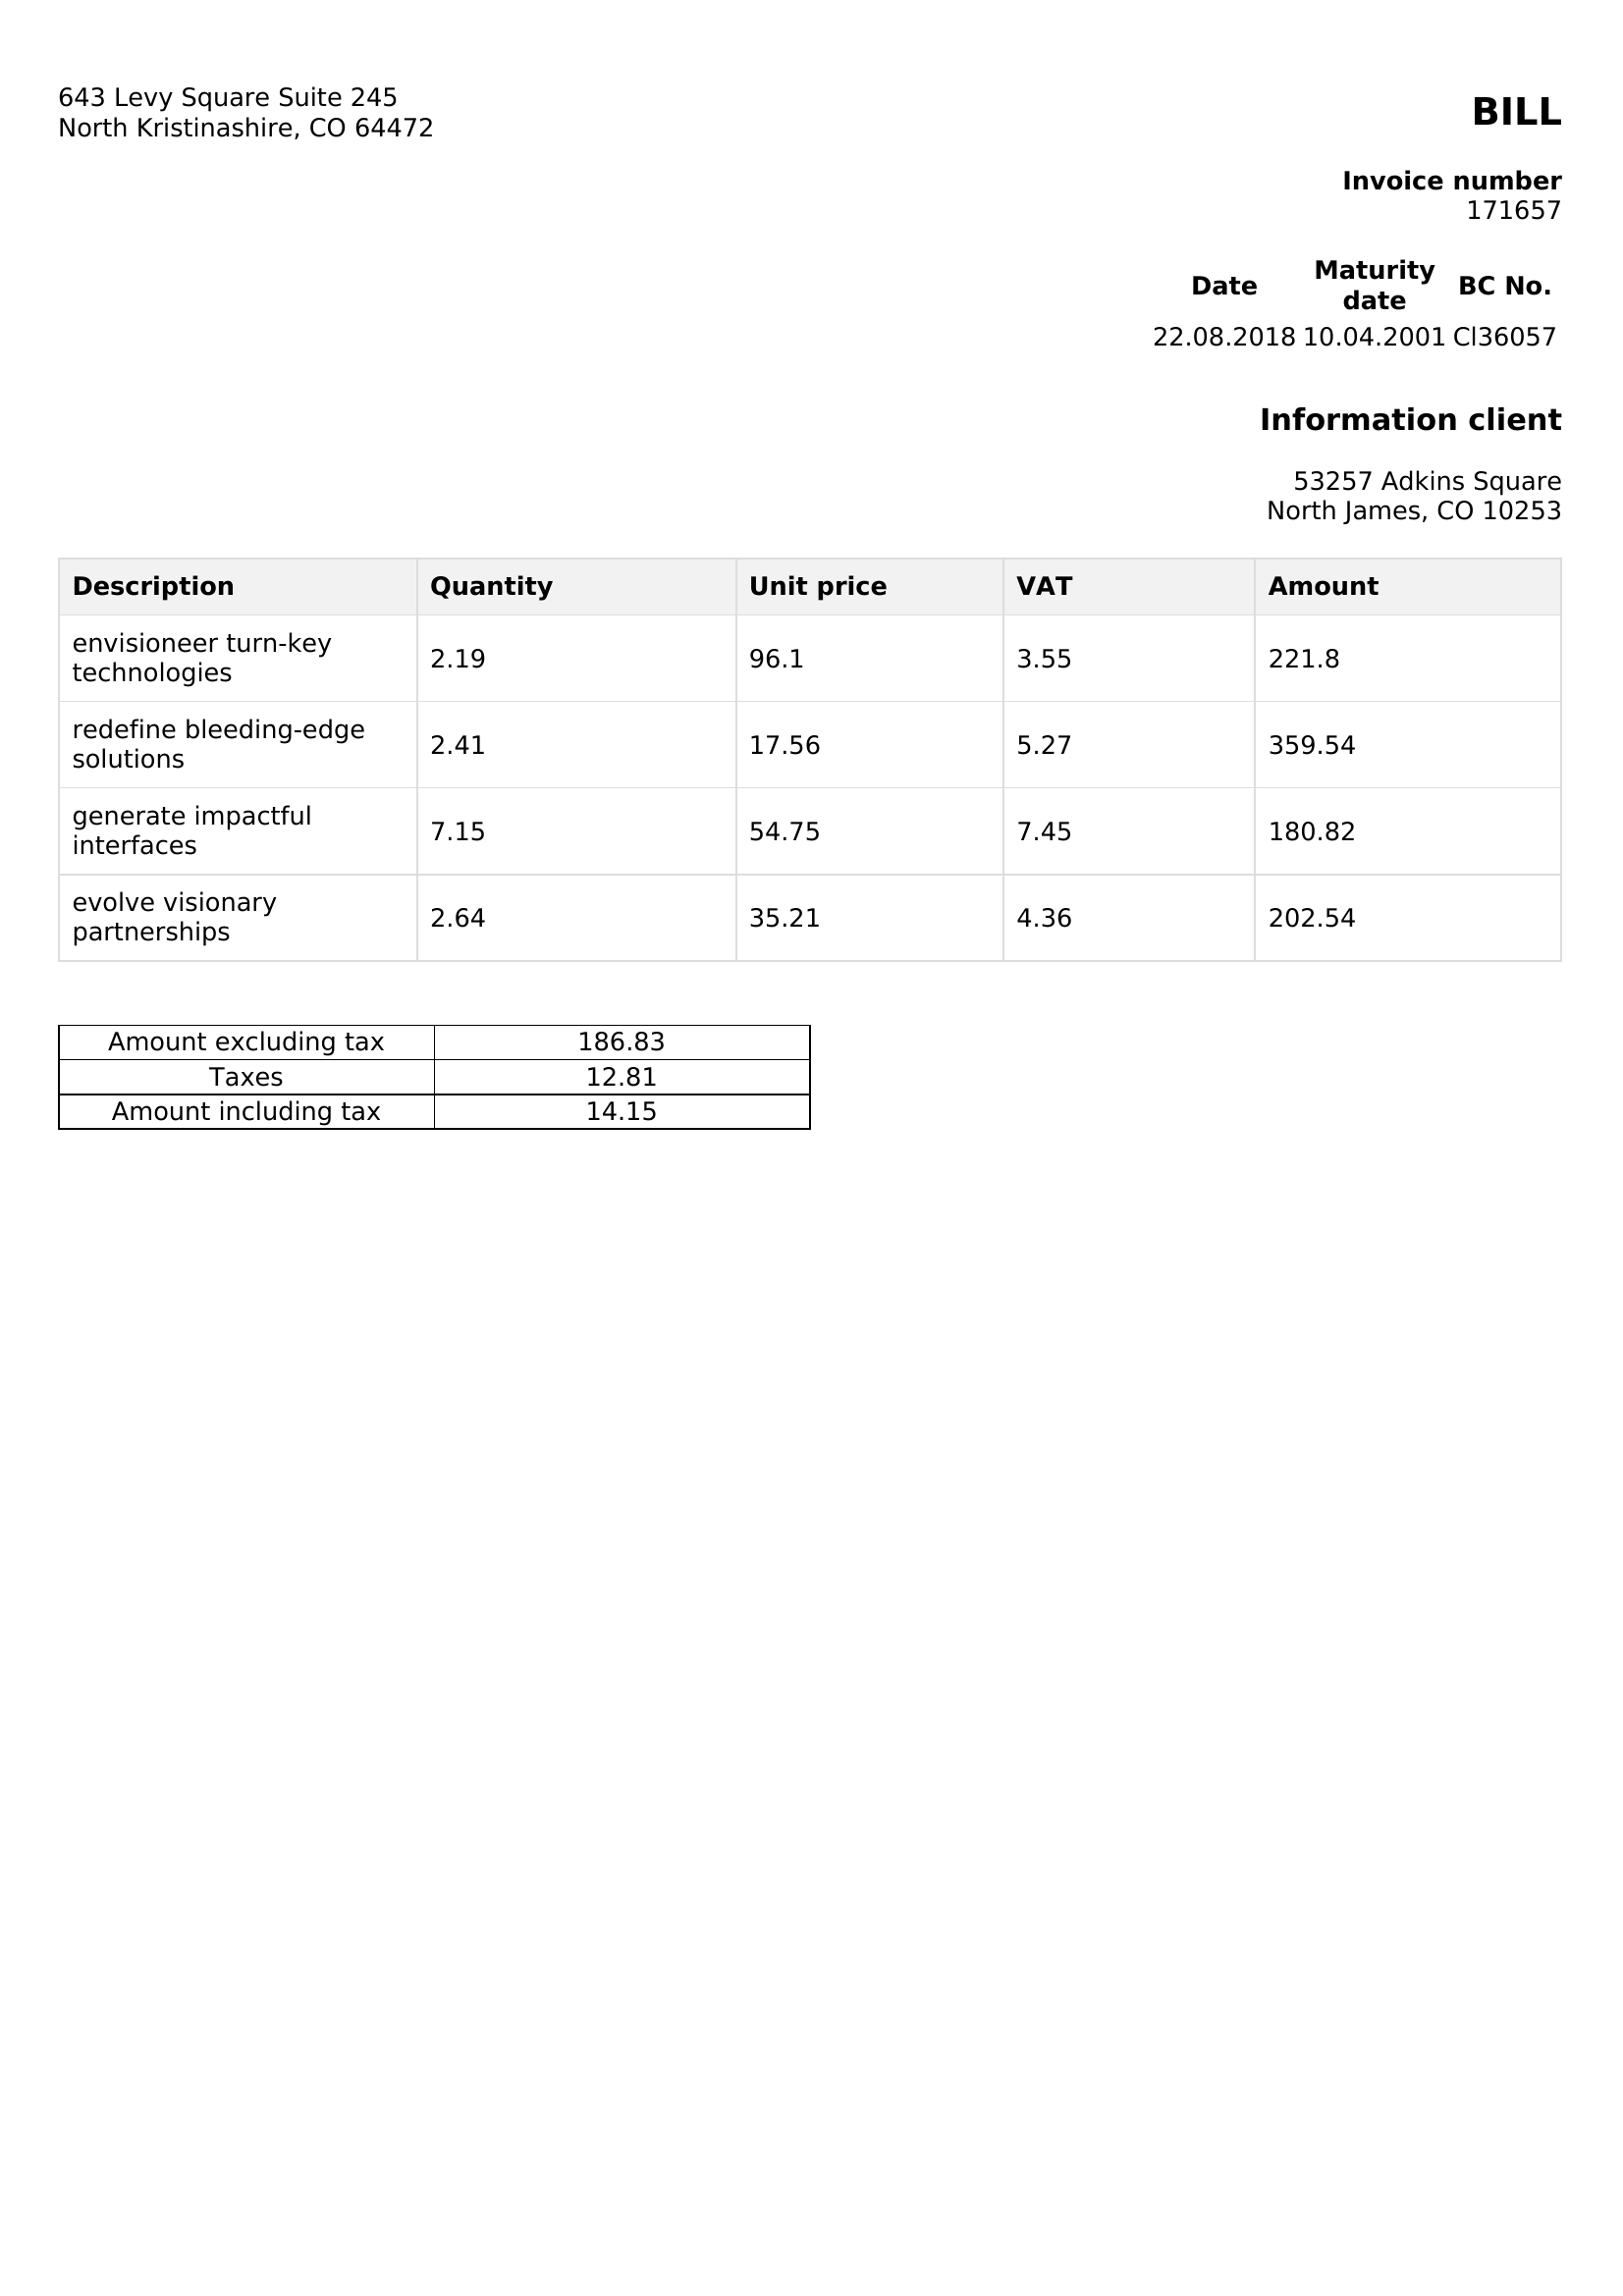 643 Levy Square Suite 245
North Kristinashire, CO 64472
BILL
Invoice number
171657
Date Maturity date BC No.
22.08.2018 10.04.2001 Cl36057
Information client
53257 Adkins Square
North James, CO 10253
Description Quantity Unit price VAT Amount
envisioneer turn-key
technologies 2.19 96.1 3.55 221.8
redefine bleeding-edge
solutions 2.41 17.56 5.27 359.54
generate impactful
interfaces 7.15 54.75 7.45 180.82
evolve visionary
partnerships 2.64 35.21 4.36 202.54
Amount excluding tax 186.83
Taxes 12.81
Amount including tax 14.15